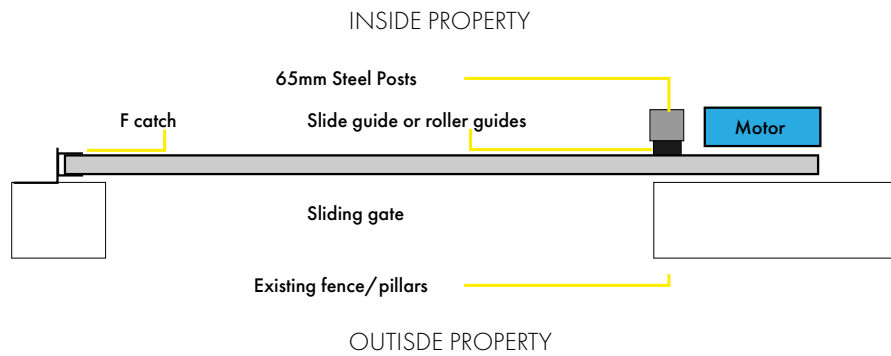 INSIDE PROPERTY
65mm Steel Posts
F catch
Slide guide or roller guides
Motor
Sliding gate
Existing fence/pillars
OUTISDE PROPERTY